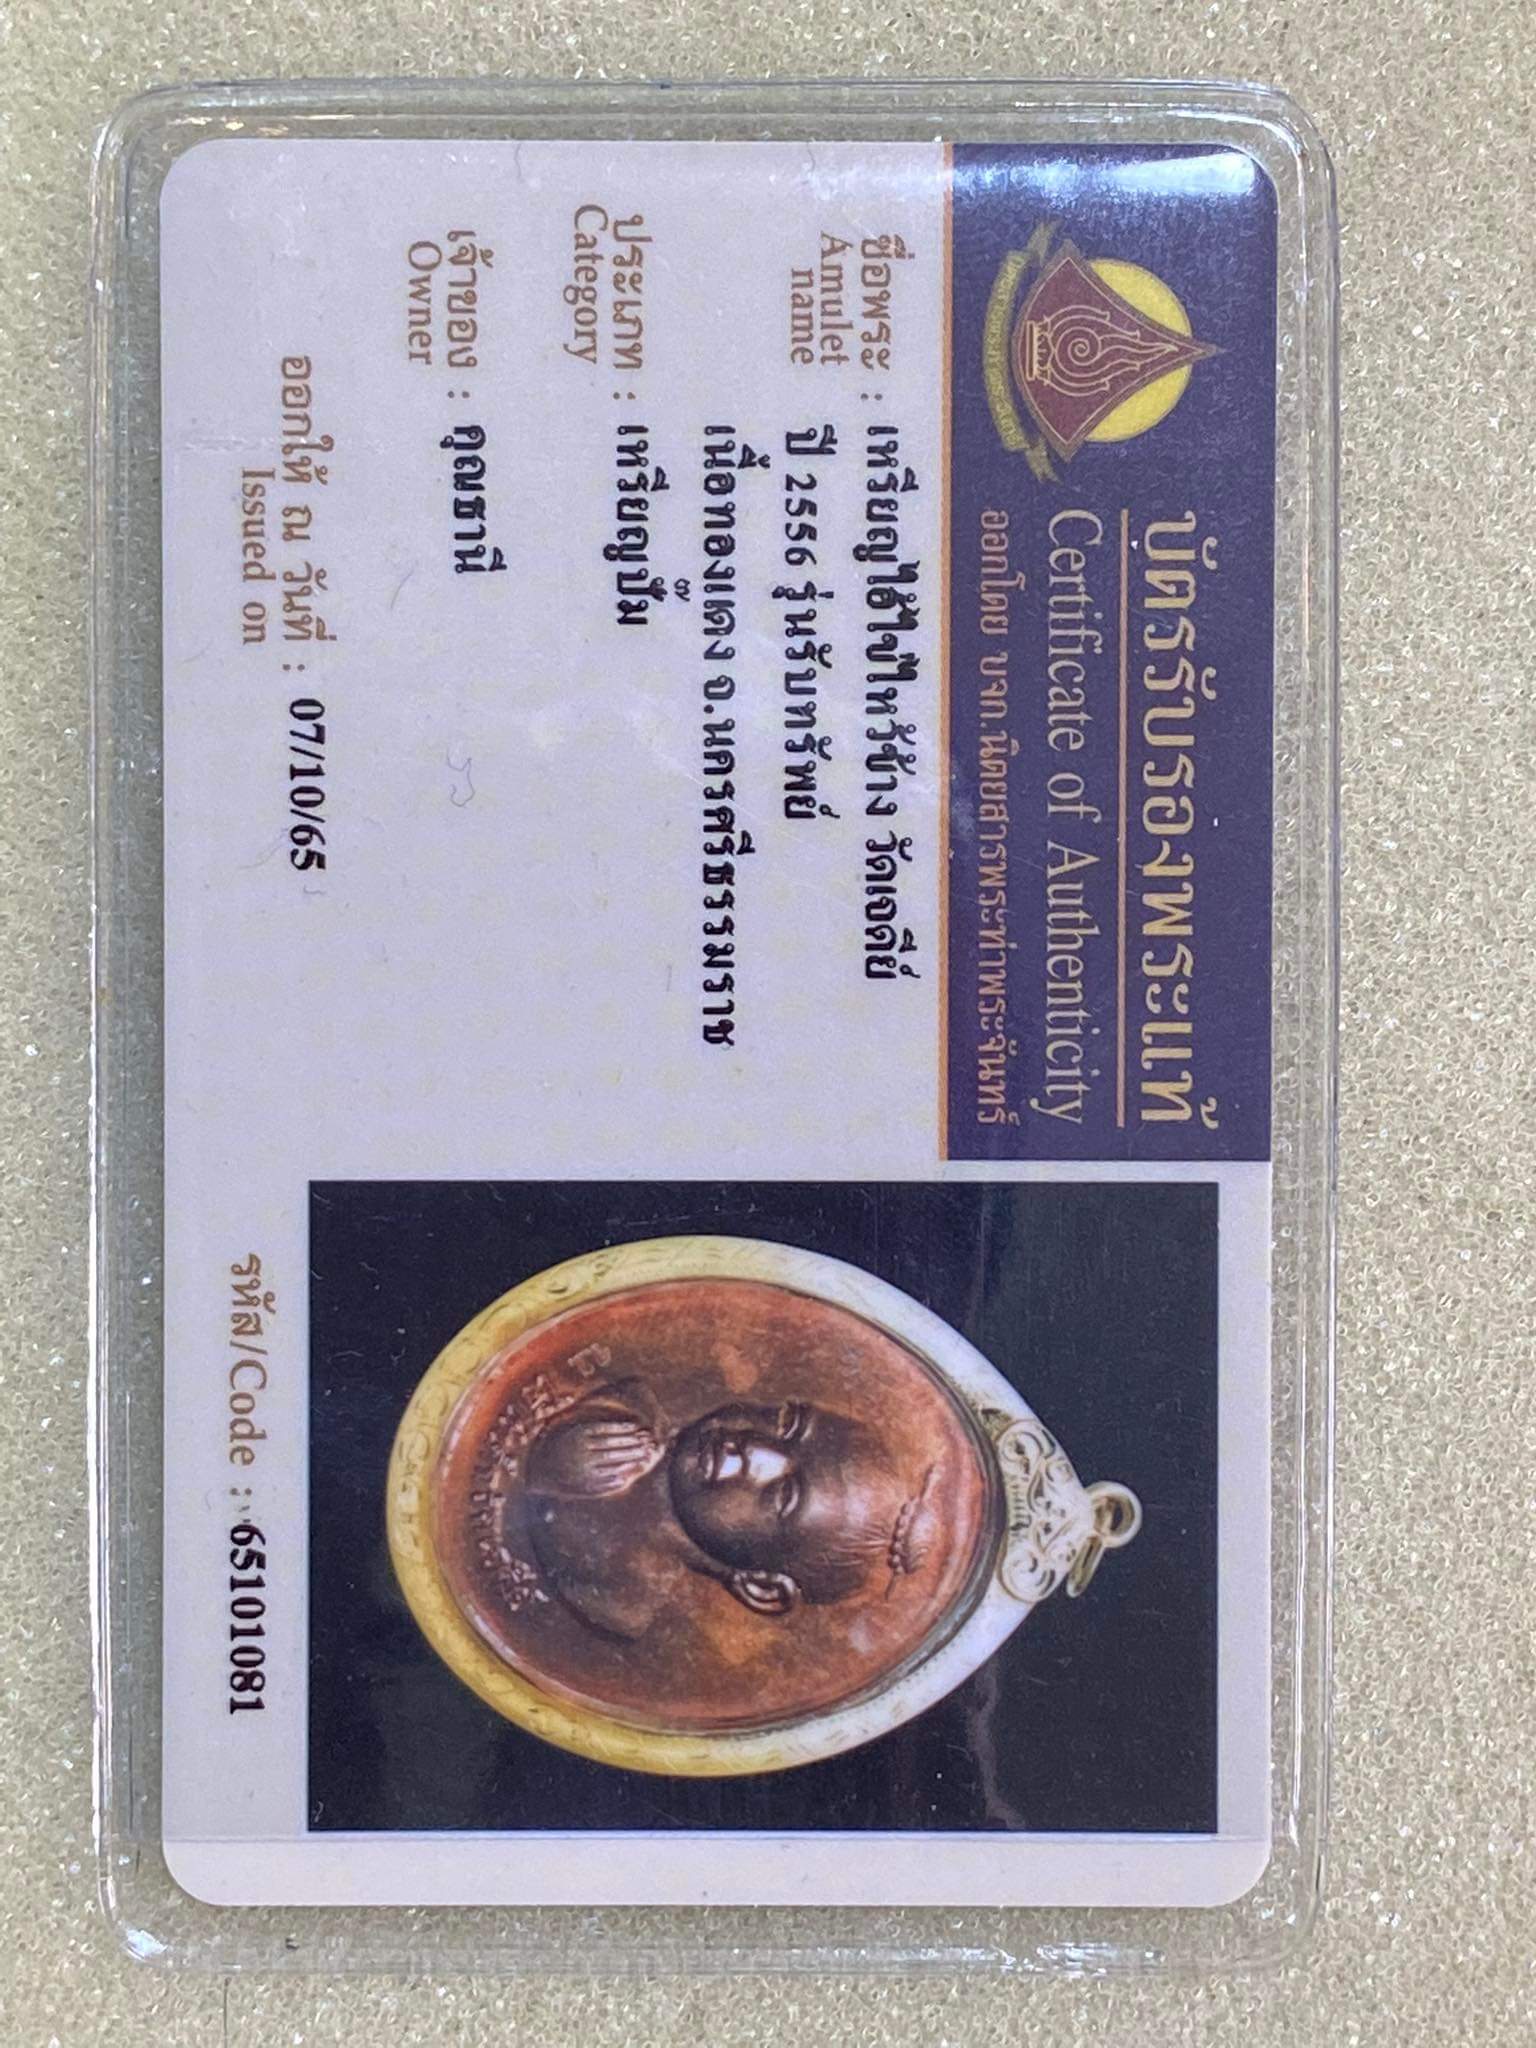 บัตรรับรองพระแท้
Certificate of Authenticity
ออกโดย บจก.นิตยสารพระท่าพระจันทร์
ชื่อพระ : เหรียญไอ้ไข่ไหว้ข้าง วัดเจดีย์
Amulet name
ปี 2556 รุ่นรับทรัพย์
เนื้อทองแดง จ.นครศรีธรรมราช
ประเภท : เหรียญปั๊ม
Category
เจ้าของ : คุณธานี
Owner
ออกให้ ณ วันที่ : 07/10/65
Issued on
รหัส/Code : 65101081